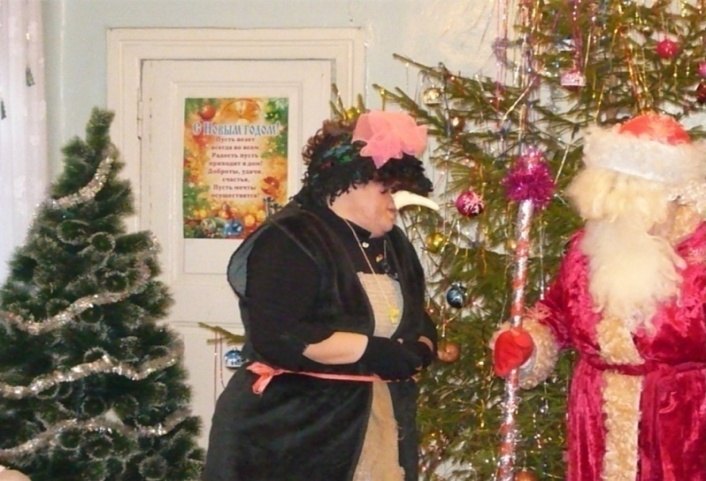 С Новым годом!
Пусть везет
всегда во всем.
Радость пусть
приходит в дом!
Доброты, удачи,
счастья.
Пусть мечты
осуществятся!